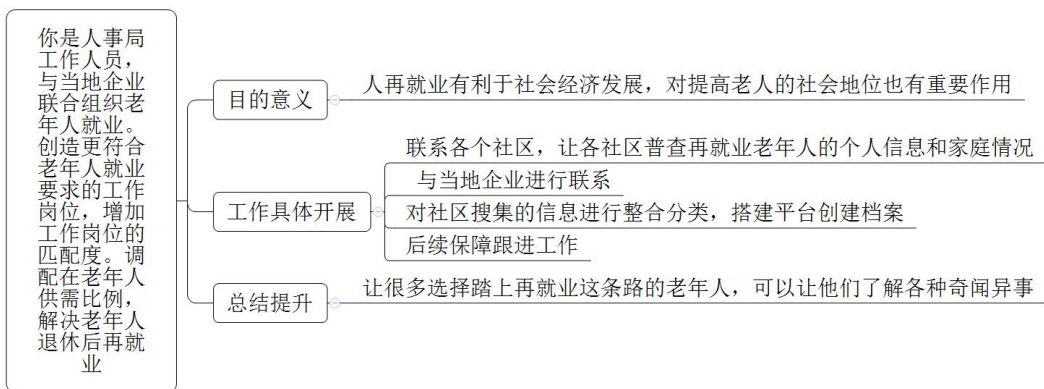 你是人事局
工作人员，
与当地企业
联合组织老
年人就业。
创造更符合
老年人就业
要求的工作
岗位，增加
工作岗位的
匹配度。调
配在老年人
供需比例，
解决老年人
退休后再就
业
目的意义
人再就业有利于社会经济发展，对提高老人的社会地位也有重要作用
工作具体开展
联系各个社区，让各社区普查再就业老年人的个人信息和家庭情况
与当地企业进行联系
对社区搜集的信息进行整合分类，搭建平台创建档案
后续保障跟进工作
总结提升
让很多选择踏上再就业这条路的老年人，可以让他们了解各种奇闻异事